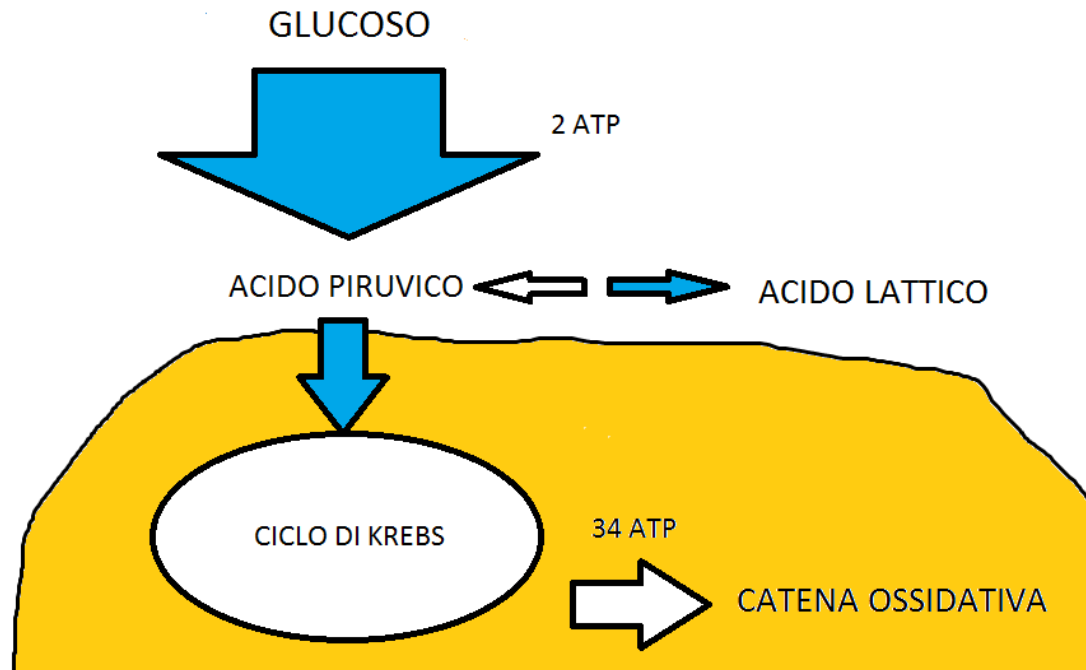 GLUCOSO
2 ATP
ACIDO PIRUVICO
ACIDO LATTICO
CICLO DI KREBS
34 ATP
CATENA OSSIDATIVA